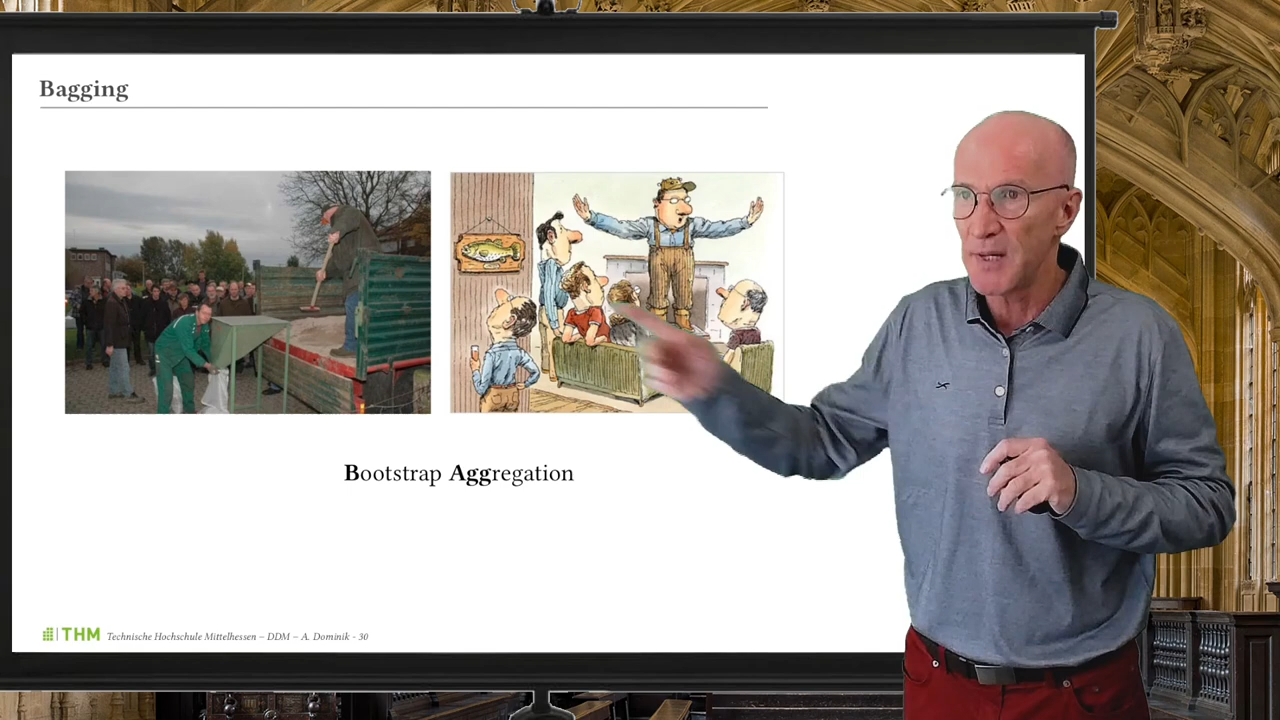 Bagging
Bootstrap Aggregation
THM Technische Hochschule Mittelhessen – DDM – A. Dominik - 30